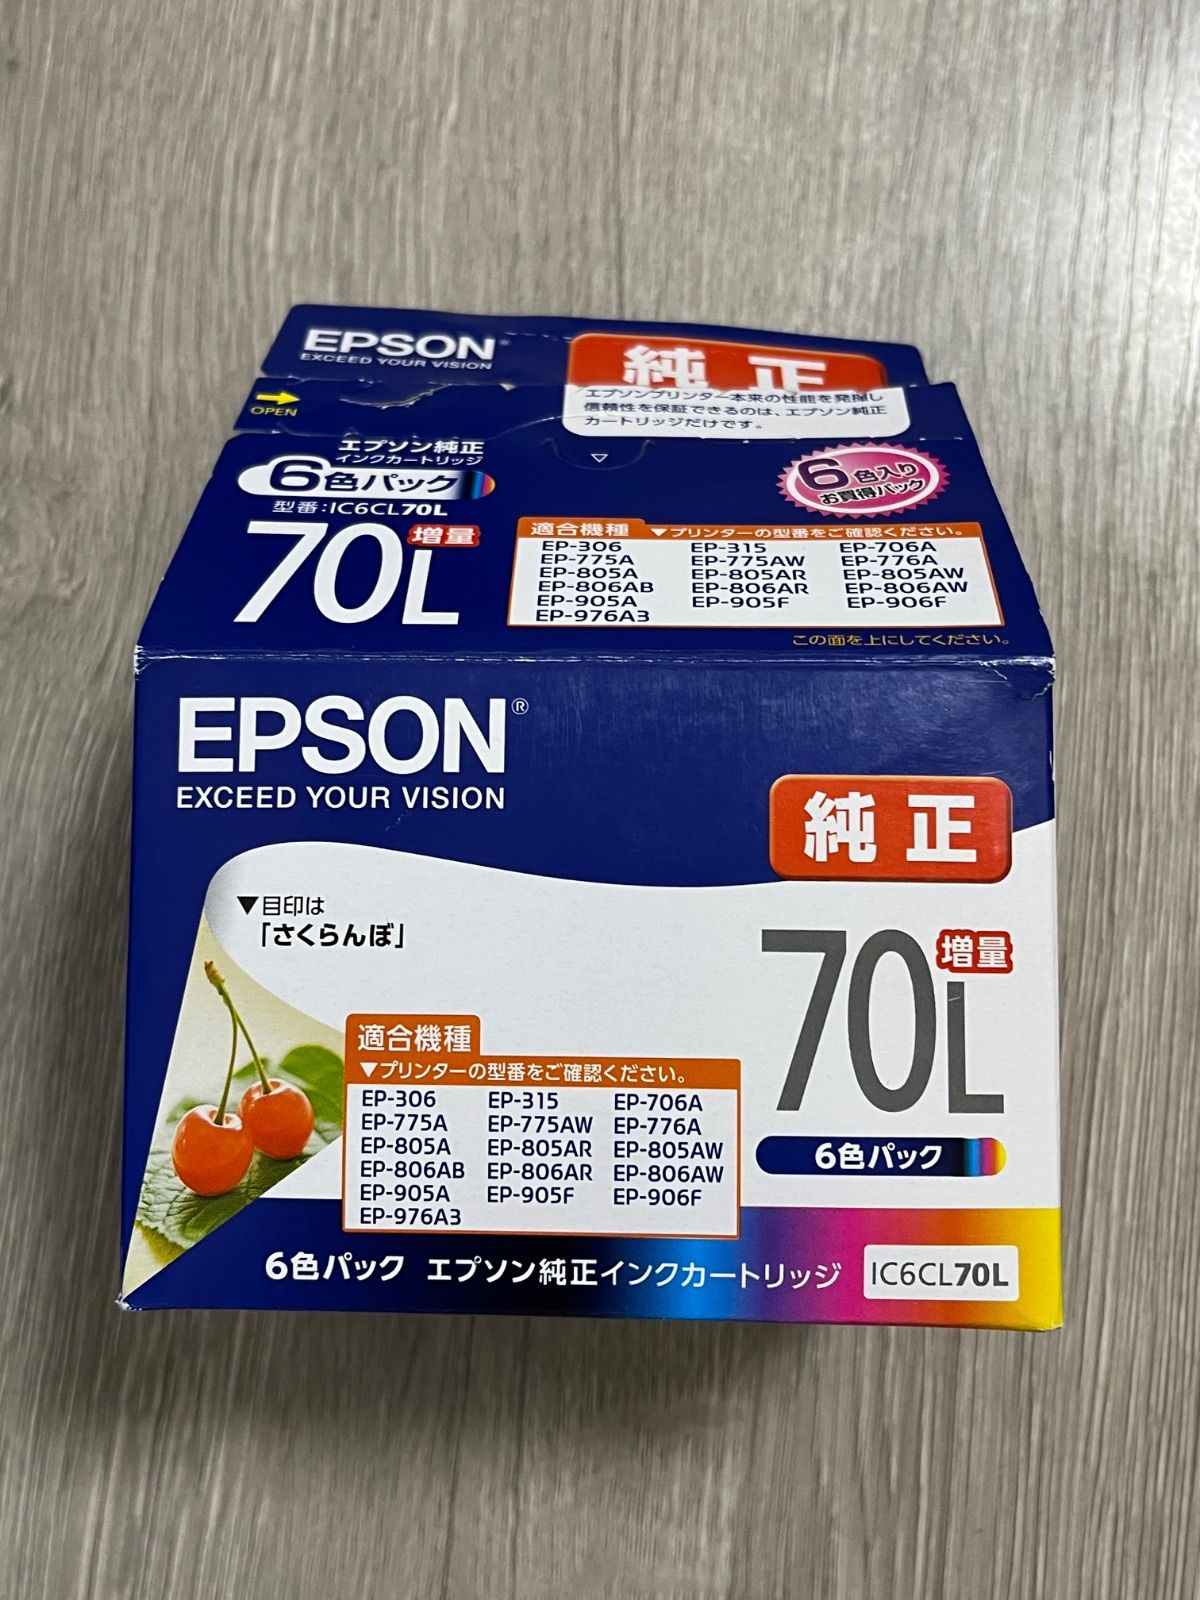 EPSON
EXCEED YOUR VISION
純正
エプソンプリンター本来の性能を発揮し
信頼性を保証できるのは、エプソン純正
カートリッジだけです。
OPEN
エプソン純正
インクカートリッジ
6色パック
型番:IC6CL70L
70L 増量
6色入り
お買得パック
適合機種 ▼プリンターの型番をご確認ください。
EP-306 EP-315 EP-706A
EP-775A EP-775AW EP-776A
EP-805A EP-805AR EP-805AW
EP-806AB EP-806AR EP-806AW
EP-905A EP-905F EP-906F
EP-976A3
この面を上にしてください。
EPSON®
EXCEED YOUR VISION
純正
▼目印は
「さくらんぼ」
70L 増量
適合機種
▼プリンターの型番をご確認ください。
EP-306 EP-315 EP-706A
EP-775A EP-775AW EP-776A
EP-805A EP-805AR EP-805AW
EP-806AB EP-806AR EP-806AW
EP-905A EP-905F EP-906F
EP-976A3
6色パック
6色パック エプソン純正インクカートリッジ IC6CL70L